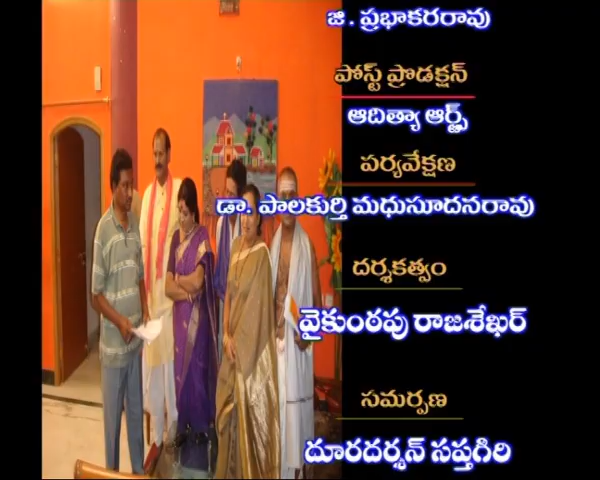 జి. ప్రభాకరరావు
పోస్ట్ ప్రొడక్షన్
ఆదిత్యా ఆర్ట్స్
పర్యవేక్షణ
డా. పాలకుర్తి మధుసూదనరావు
దర్శకత్వం
వైకుంఠపు రాజశేఖర్
సమర్పణ
దూరదర్శన్ సప్తగిరి